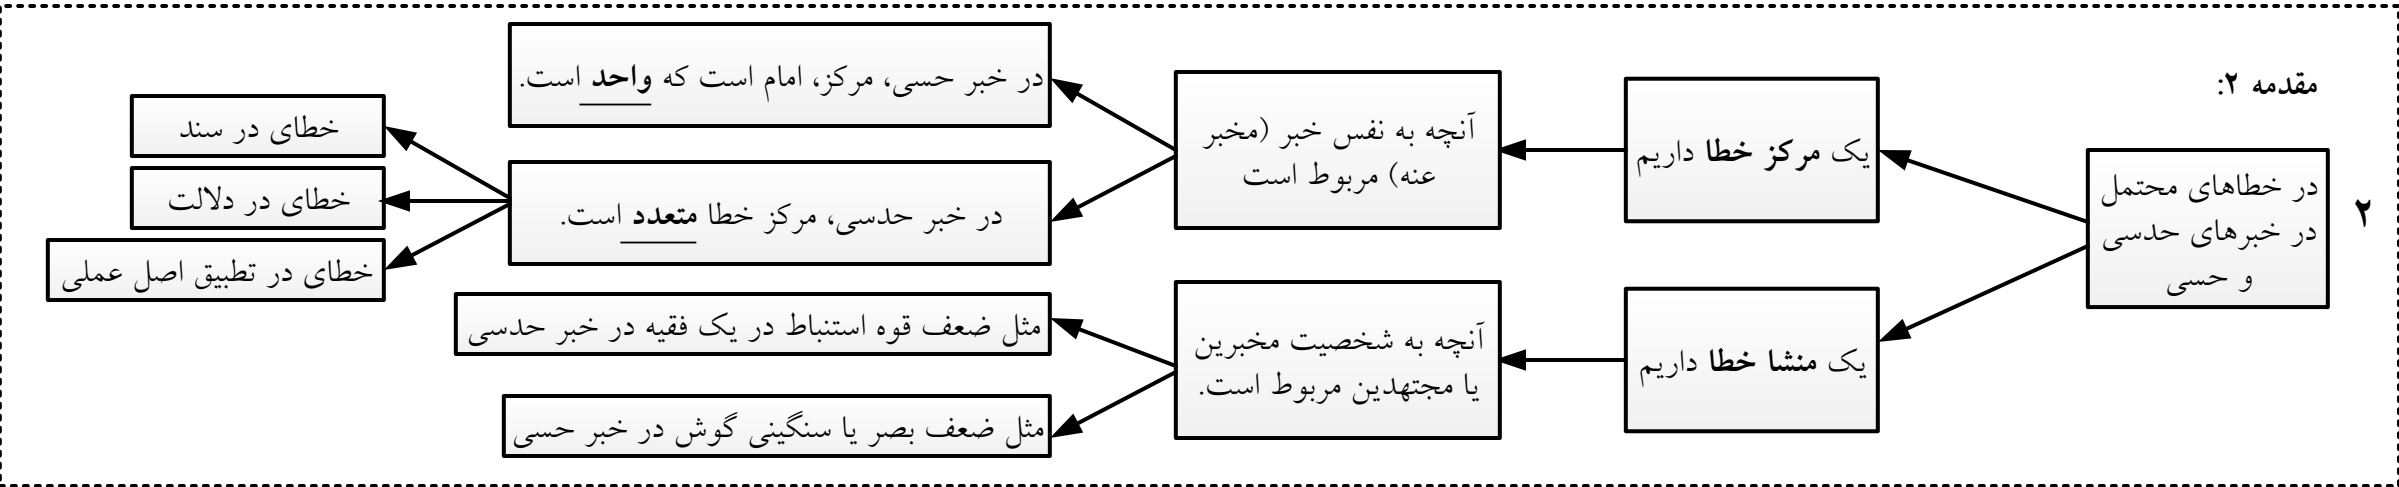 مقدمه ۲:
۲
در خطاهای محتمل
در خبرهای حدسی
و حسی
یک مرکز خطا داریم
آنچه به نفس خبر (مخبر
عنه) مربوط است
در خبر حسی، مرکز، امام است که واحد است.
در خبر حدسی، مرکز خطا متعدد است.
خطای در سند
خطای در دلالت
خطای در تطبیق اصل عملی
یک منشا خطا داریم
آنچه به شخصیت مخبرین
یا مجتهدین مربوط است.
مثل ضعف قوه استنباط در یک فقیه در خبر حدسی
مثل ضعف بصر یا سنگینی گوش در خبر حسی